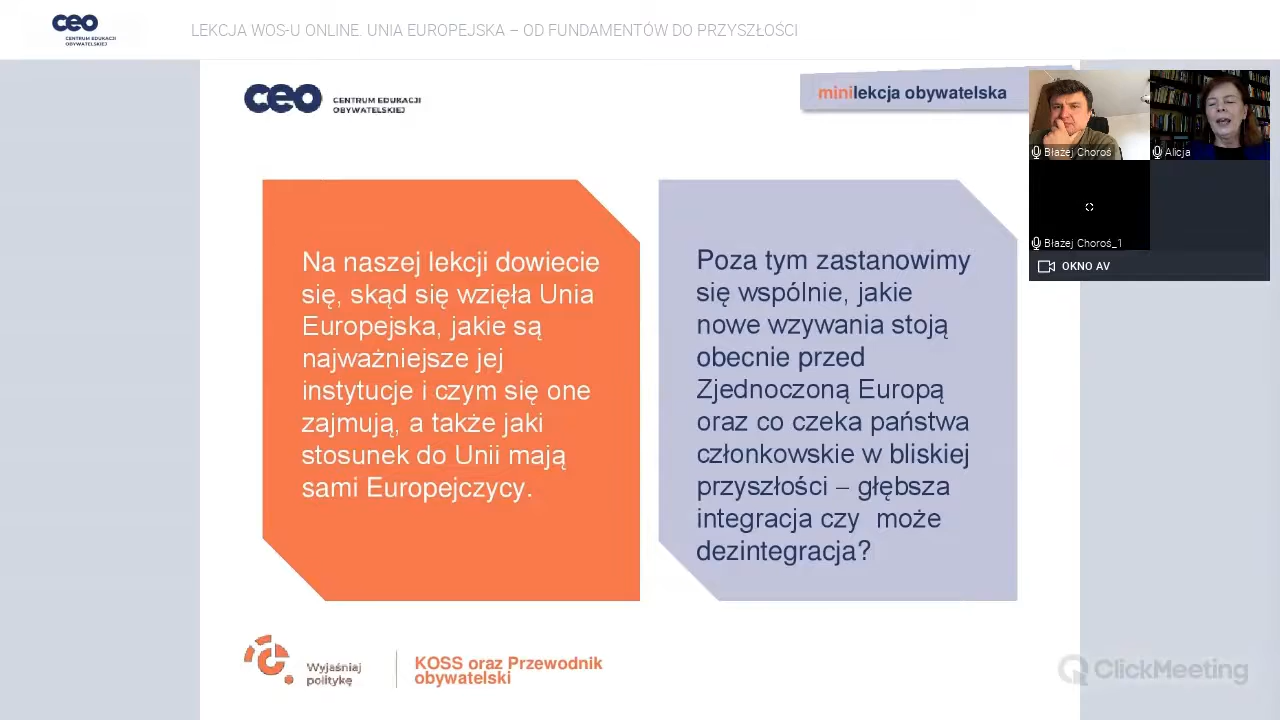 ceo
CENTRUM EDUKACJI
OBYWATELSKIEJ
LEKCJA WOS-U ONLINE. UNIA EUROPEJSKA – OD FUNDAMENTÓW DO PRZYSZŁOŚCI
ceo
CENTRUM EDUKACJI
OBYWATELSKIEJ
minilekcja obywatelska
Błażej Choroś
Alicja
Błażej Choroś_1
OKNO AV
Na naszej lekcji dowiecie
się, skąd się wzięła Unia
Europejska, jakie są
najważniejsze jej
instytucje i czym się one
zajmują, a także jaki
stosunek do Unii mają
sami Europejczycy.
Poza tym zastanowimy
się wspólnie, jakie
nowe wzywania stoją
obecnie przed
Zjednoczoną Europą
oraz co czeka państwa
członkowskie w bliskiej
przyszłości – głębsza
integracja czy  może
dezintegracja?
Wyjaśniaj
politykę
KOSS oraz Przewodnik
obywatelski
ClickMeeting